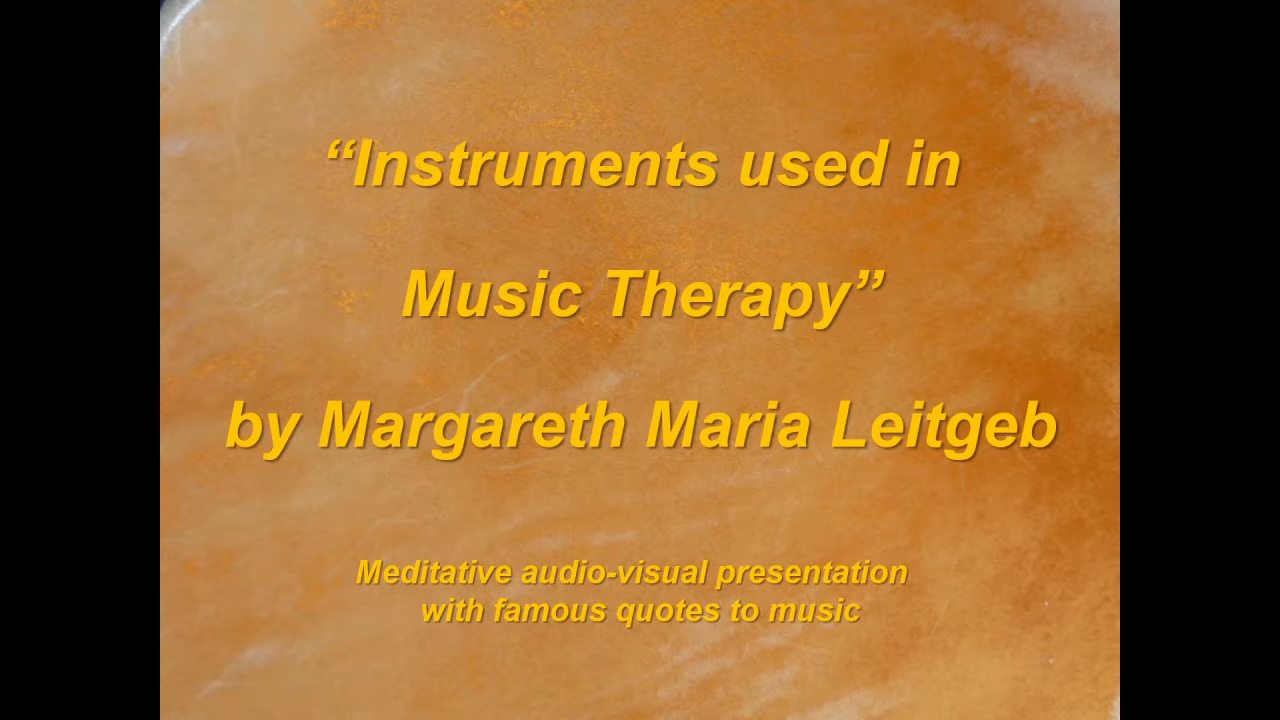 “Instruments used in
Music Therapy”
by Margareth Maria Leitgeb
Meditative audio-visual presentation
with famous quotes to music